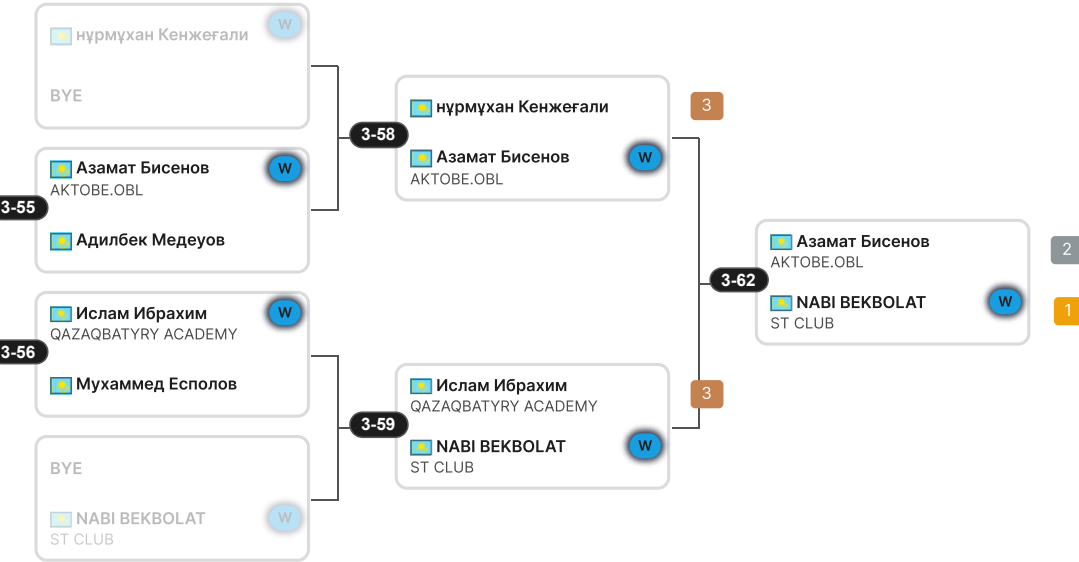 нұрмұхан Кенжеғали
W
BYE
Азамат Бисенов
W
AKTOBE.OBL
3-55
Адилбек Медеуов
Ислам Ибрахим
W
QAZAQBATYRY ACADEMY
3-56
Мухаммед Есполов
BYE
NABI BEKBOLAT
W
ST CLUB
нұрмұхан Кенжеғали
3
3-58
Азамат Бисенов
W
AKTOBE.OBL
Ислам Ибрахим
3
QAZAQBATYRY ACADEMY
3-59
NABI BEKBOLAT
W
ST CLUB
Азамат Бисенов
2
AKTOBE.OBL
3-62
NABI BEKBOLAT
W
1
ST CLUB